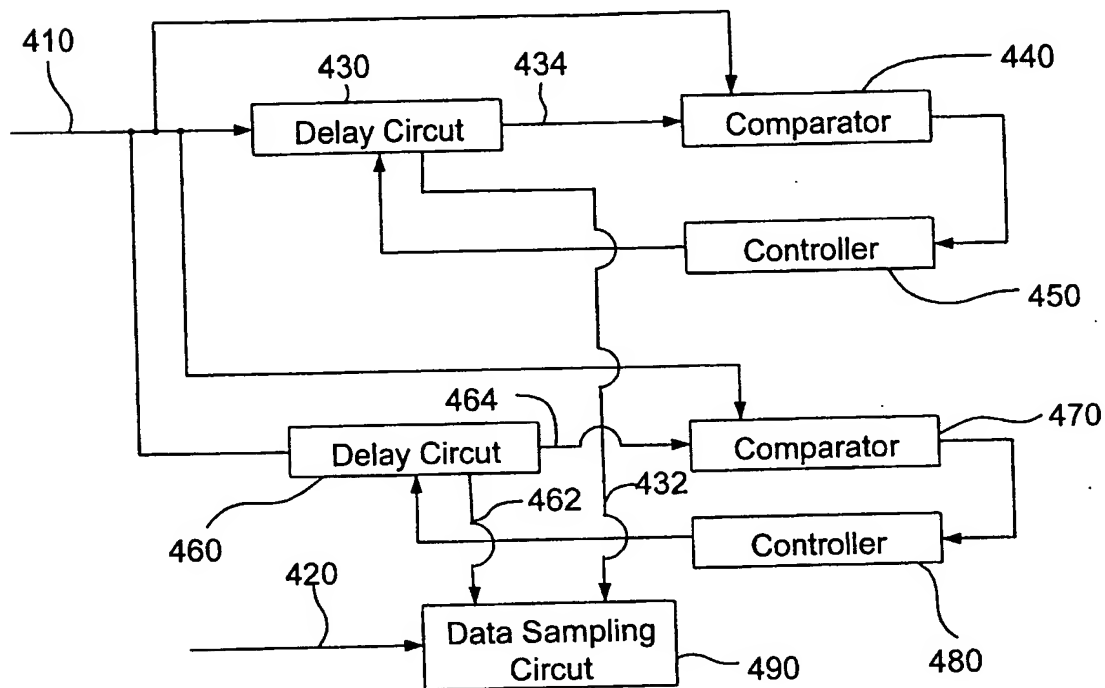 410
430
434
440
Delay Circut
Comparator
Controller
450
464
470
Delay Circut
Comparator
462
432
460
Controller
420
480
Data Sampling
Circut
490